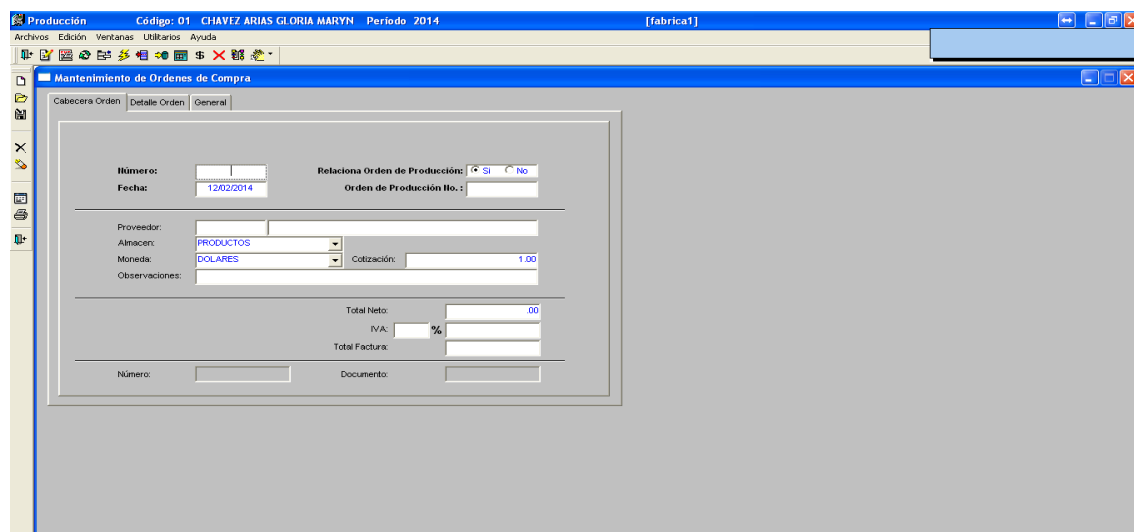 Producción Código: 01 CHAVEZ ARIAS GLORIA MARYN Período 2014 [fabrica1]
Archivos Edición Ventanas Utilitarios Ayuda
Mantenimiento de Ordenes de Compra
Cabecera Orden Detalle Orden General
Número: Relaciona Orden de Producción: Si No
Fecha: 12/02/2014 Orden de Producción No. :
Proveedor:
Almacen: PRODUCTOS
Moneda: DOLARES Cotización: 1.00
Observaciones:
Total Neto: .00
IVA: %
Total Factura:
Número: Documento: